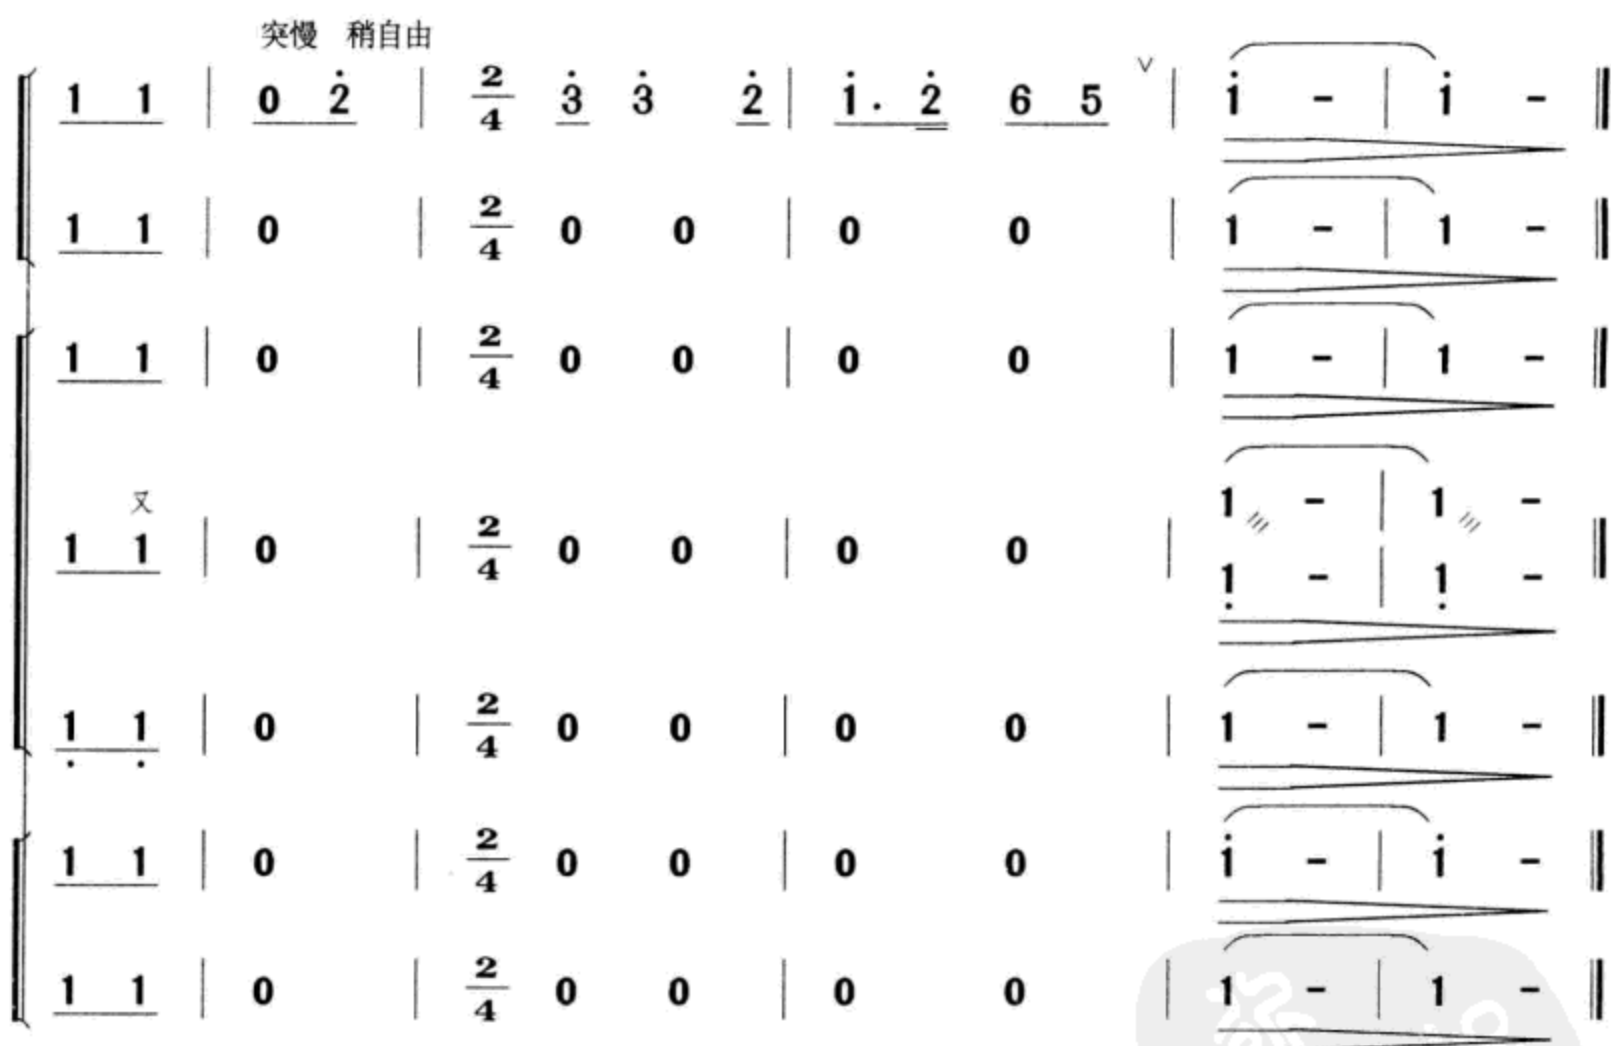 突慢 稍自由
1 1 | 0 2̇ | 2/4 3̇ 3̇ 2̇ | 1̇ . 2̇ 6 5 ∨ | 1̇ - | 1̇ - ‖
1 1 | 0 | 2/4 0 0 | 0 0 | 1 - | 1 - ‖
1 1 | 0 | 2/4 0 0 | 0 0 | 1 - | 1 - ‖
1 - | 1 -
又
1 1 | 0 | 2/4 0 0 | 0 0 | ‖
1̣ - | 1̣ -
1̣ 1̣ | 0 | 2/4 0 0 | 0 0 | 1 - | 1 - ‖
1 1 | 0 | 2/4 0 0 | 0 0 | 1̇ - | 1̇ - ‖
1 1 | 0 | 2/4 0 0 | 0 0 | 1 - | 1 - ‖